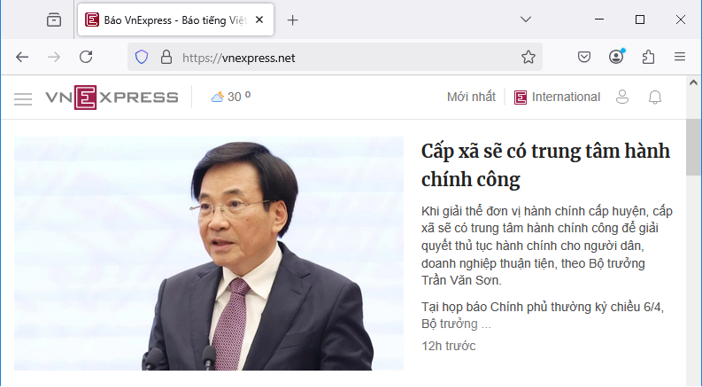 Báo VnExpress - Báo tiếng Việt
https://vnexpress.net
VNEXPRESS
30 º
Mới nhất
International
Cấp xã sẽ có trung tâm hành
chính công
Khi giải thể đơn vị hành chính cấp huyện, cấp
xã sẽ có trung tâm hành chính công để giải
quyết thủ tục hành chính cho người dân,
doanh nghiệp thuận tiện, theo Bộ trưởng
Trần Văn Sơn.
Tại họp báo Chính phủ thường kỳ chiều 6/4,
Bộ trưởng ...
12h trước